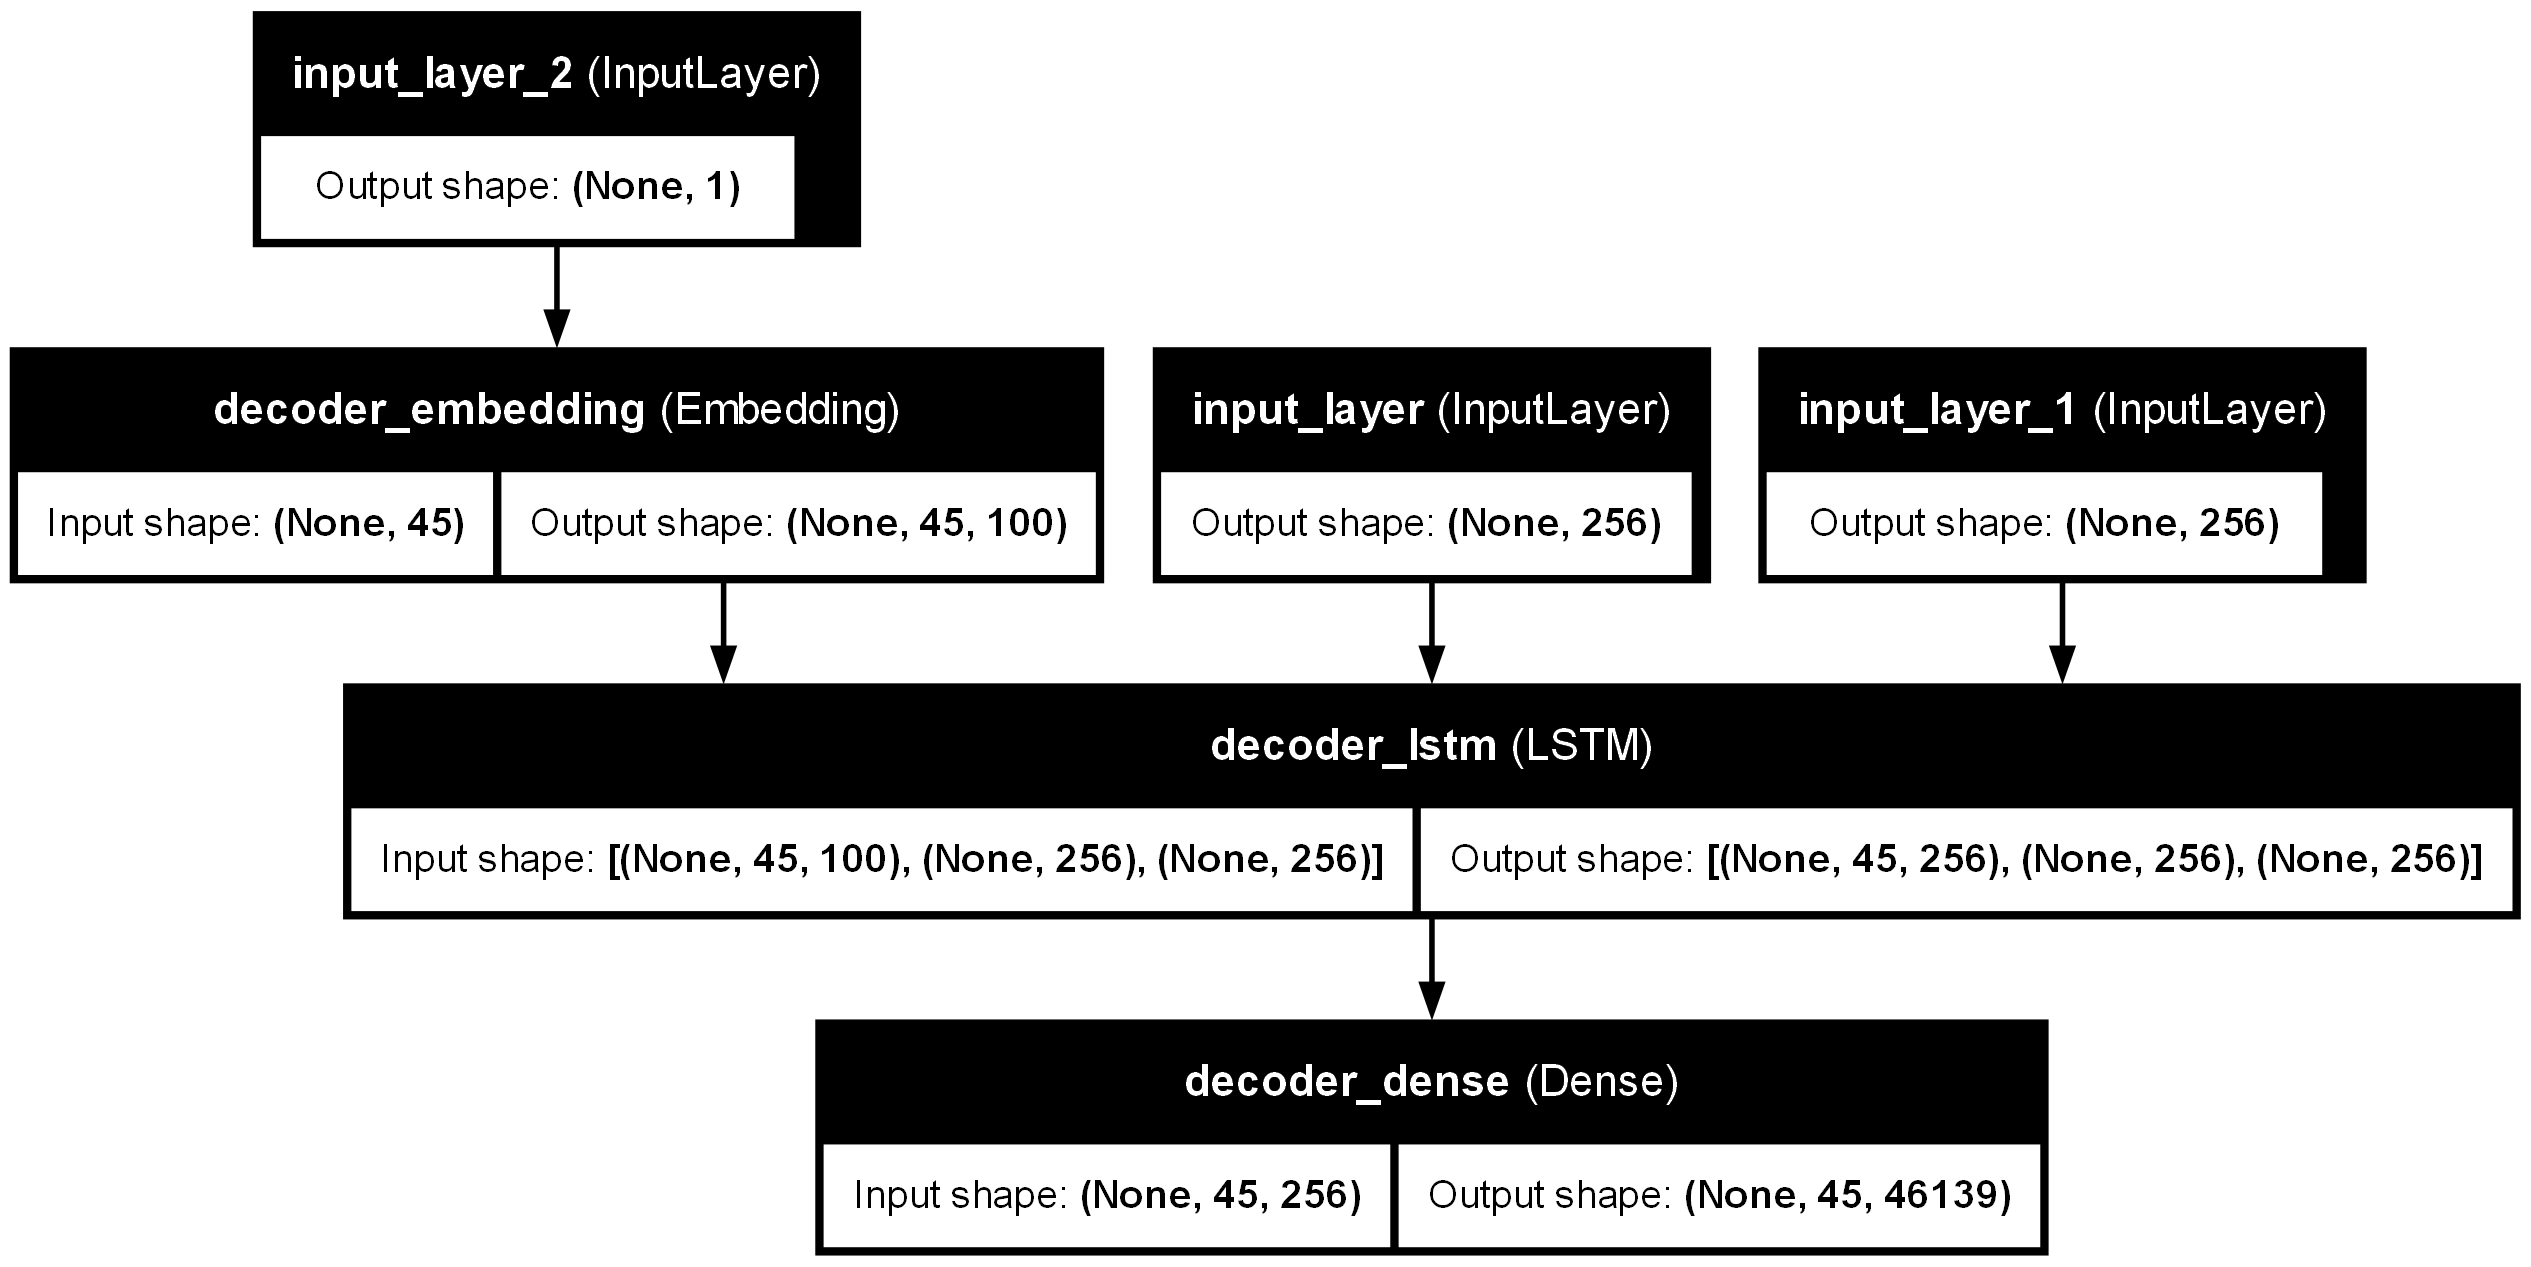 input_layer_2 (InputLayer)
Output shape: (None, 1)
decoder_embedding (Embedding)
Input shape: (None, 45)
Output shape: (None, 45, 100)
input_layer (InputLayer)
Output shape: (None, 256)
input_layer_1 (InputLayer)
Output shape: (None, 256)
decoder_lstm (LSTM)
Input shape: [(None, 45, 100), (None, 256), (None, 256)]
Output shape: [(None, 45, 256), (None, 256), (None, 256)]
decoder_dense (Dense)
Input shape: (None, 45, 256)
Output shape: (None, 45, 46139)